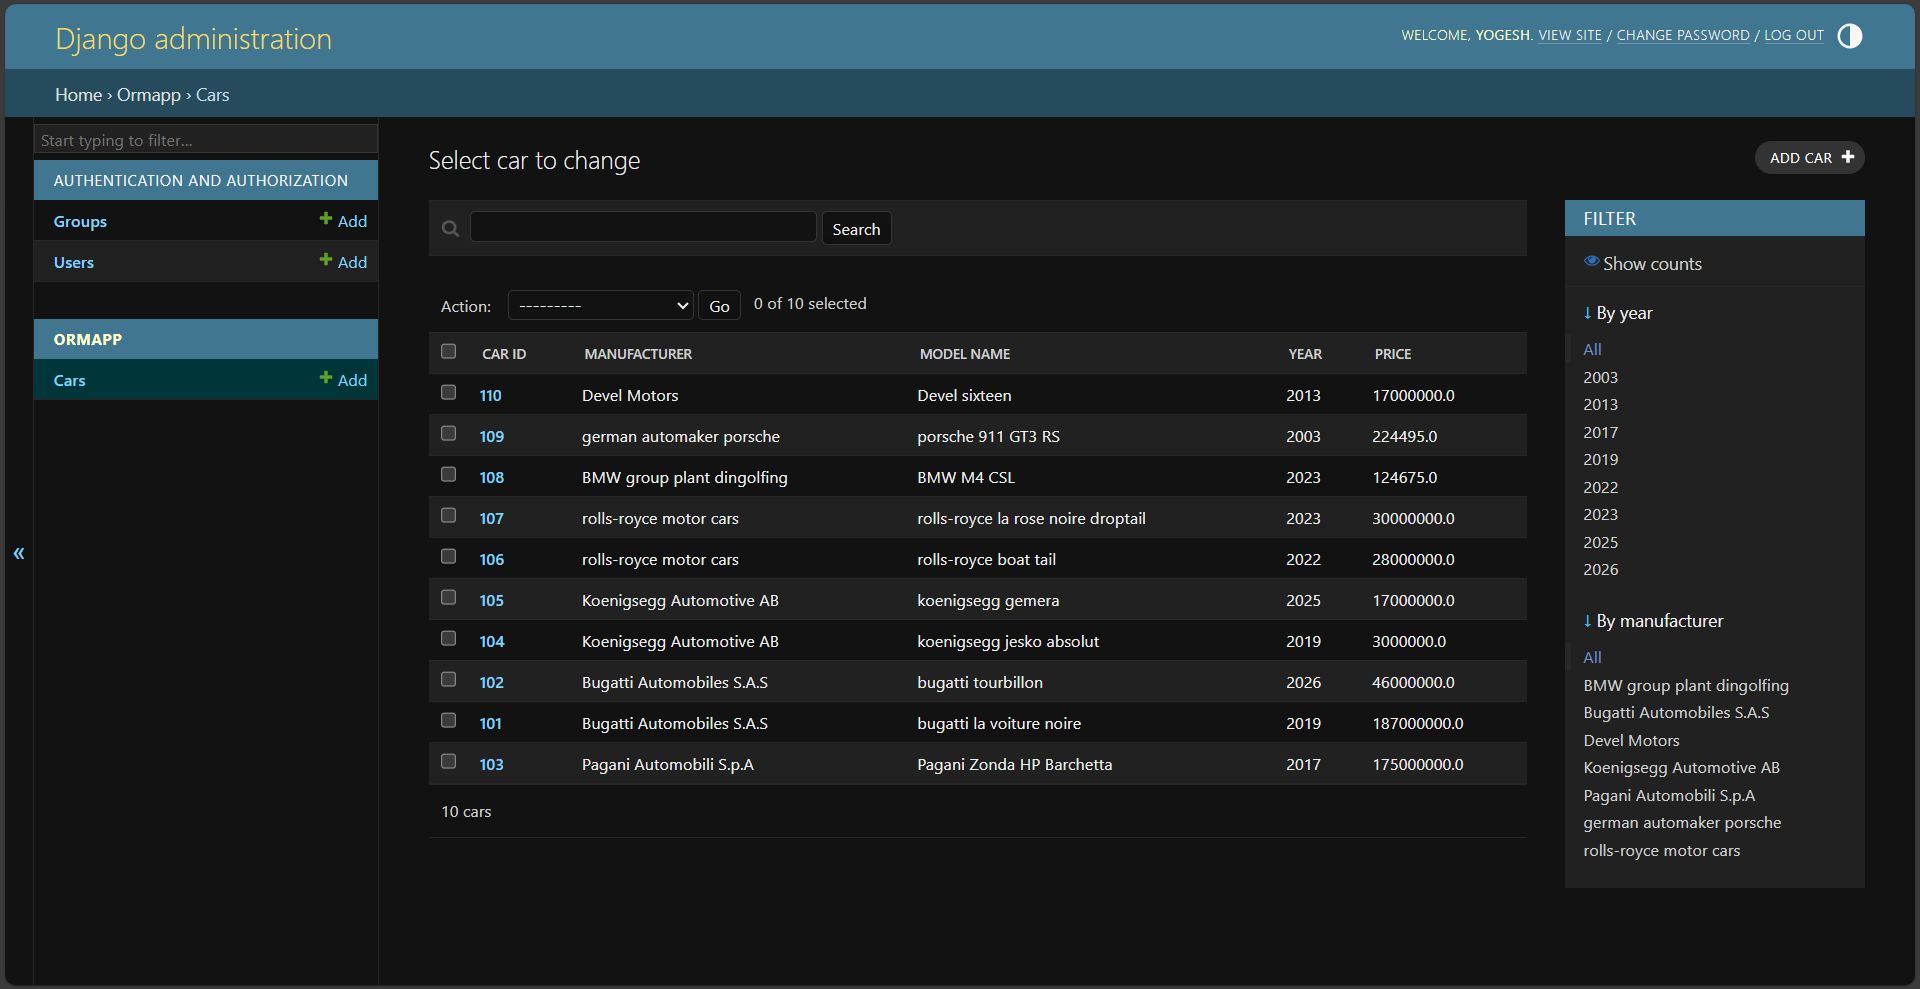 Django administration
WELCOME, YOGESH. VIEW SITE / CHANGE PASSWORD / LOG OUT
Home › Ormapp › Cars
Start typing to filter...
AUTHENTICATION AND AUTHORIZATION
Groups + Add
Users + Add
ORMAPP
Cars + Add
«
Select car to change
ADD CAR +
Search
Action: --------- Go 0 of 10 selected
CAR ID MANUFACTURER MODEL NAME YEAR PRICE
110 Devel Motors Devel sixteen 2013 17000000.0
109 german automaker porsche porsche 911 GT3 RS 2003 224495.0
108 BMW group plant dingolfing BMW M4 CSL 2023 124675.0
107 rolls-royce motor cars rolls-royce la rose noire droptail 2023 30000000.0
106 rolls-royce motor cars rolls-royce boat tail 2022 28000000.0
105 Koenigsegg Automotive AB koenigsegg gemera 2025 17000000.0
104 Koenigsegg Automotive AB koenigsegg jesko absolut 2019 3000000.0
102 Bugatti Automobiles S.A.S bugatti tourbillon 2026 46000000.0
101 Bugatti Automobiles S.A.S bugatti la voiture noire 2019 187000000.0
103 Pagani Automobili S.p.A Pagani Zonda HP Barchetta 2017 175000000.0
10 cars
FILTER
Show counts
↓ By year
All
2003
2013
2017
2019
2022
2023
2025
2026
↓ By manufacturer
All
BMW group plant dingolfing
Bugatti Automobiles S.A.S
Devel Motors
Koenigsegg Automotive AB
Pagani Automobili S.p.A
german automaker porsche
rolls-royce motor cars